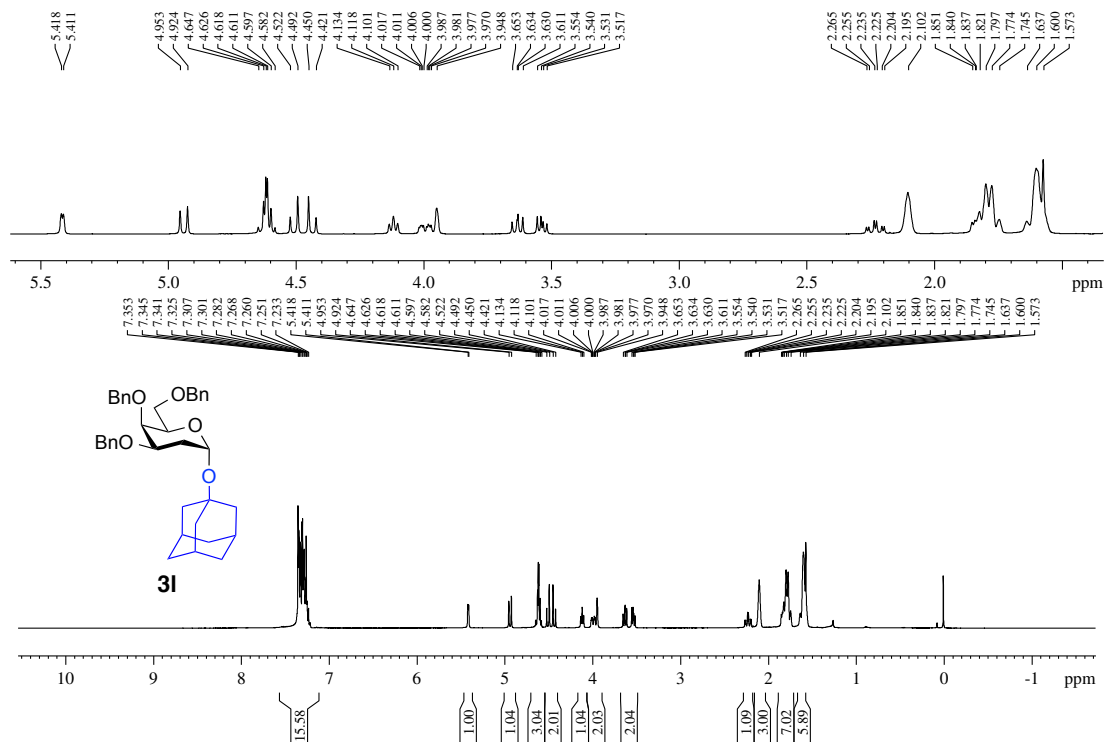 5.418 5.411 4.953 4.924 4.647 4.626 4.618 4.611 4.597 4.582 4.522 4.492 4.450 4.421 4.134 4.118 4.101 4.017 4.011 4.006 4.000 3.987 3.981 3.977 3.970 3.948 3.653 3.634 3.630 3.611 3.554 3.540 3.531 3.517 2.265 2.255 2.235 2.225 2.204 2.195 2.102 1.851 1.840 1.837 1.821 1.797 1.774 1.745 1.637 1.600 1.573
5.5 5.0 4.5 4.0 3.5 3.0 2.5 2.0 ppm
7.353 7.345 7.341 7.325 7.307 7.301 7.282 7.268 7.260 7.251 7.233 5.418 5.411 4.953 4.924 4.647 4.626 4.618 4.611 4.597 4.582 4.522 4.492 4.450 4.421 4.134 4.118 4.101 4.017 4.011 4.006 4.000 3.987 3.981 3.977 3.970 3.948 3.653 3.634 3.630 3.611 3.554 3.540 3.531 3.517 2.265 2.255 2.235 2.225 2.204 2.195 2.102 1.851 1.840 1.837 1.821 1.797 1.774 1.745 1.637 1.600 1.573
BnO OBn
O
BnO
O
3l
10 9 8 7 6 5 4 3 2 1 0 -1 ppm
15.58 1.00 1.04 3.04 2.01 1.04 2.03 2.04 1.09 3.00 7.02 5.89